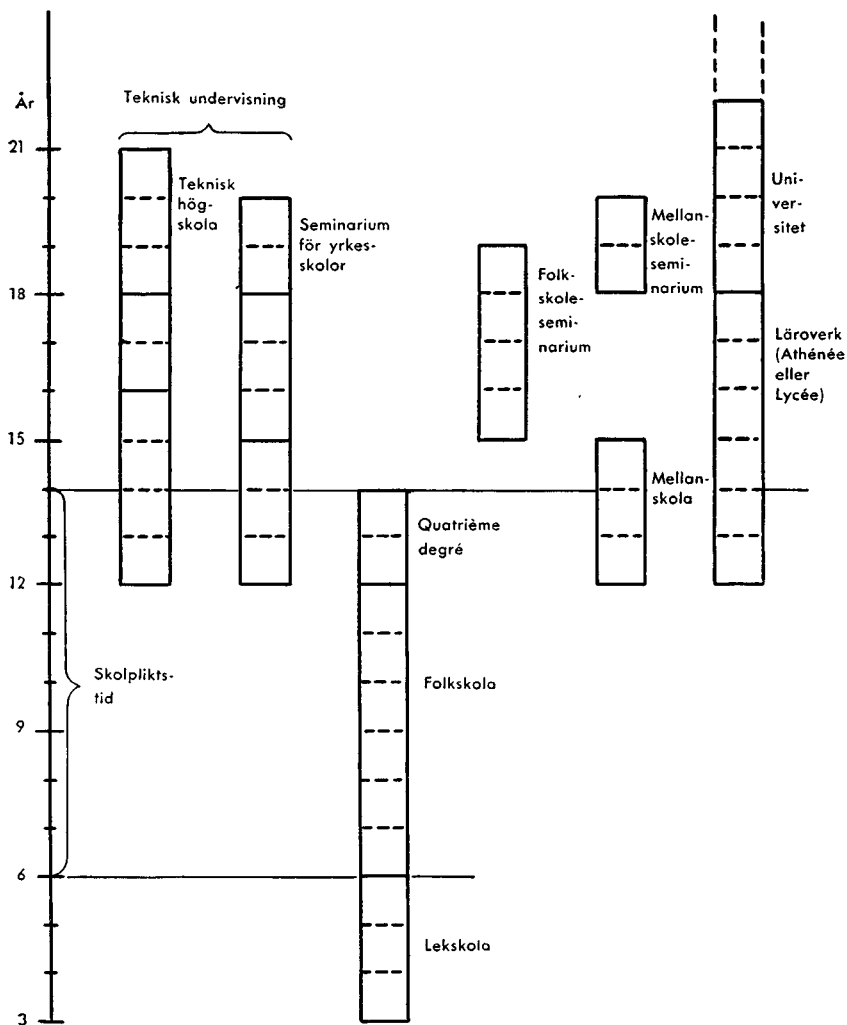 År
Teknisk undervisning
21
Teknisk
hög-
skola
Seminarium
för yrkes-
skolor
Folk-
skole-
semi-
narium
Mellan-
skole-
semi-
narium
Uni-
ver-
sitet
18
Läroverk
(Athénée
eller
Lycée)
15
Mellan-
skola
Quatrième
degré
12
Skolplikts-
tid
Folkskola
9
6
Lekskola
3